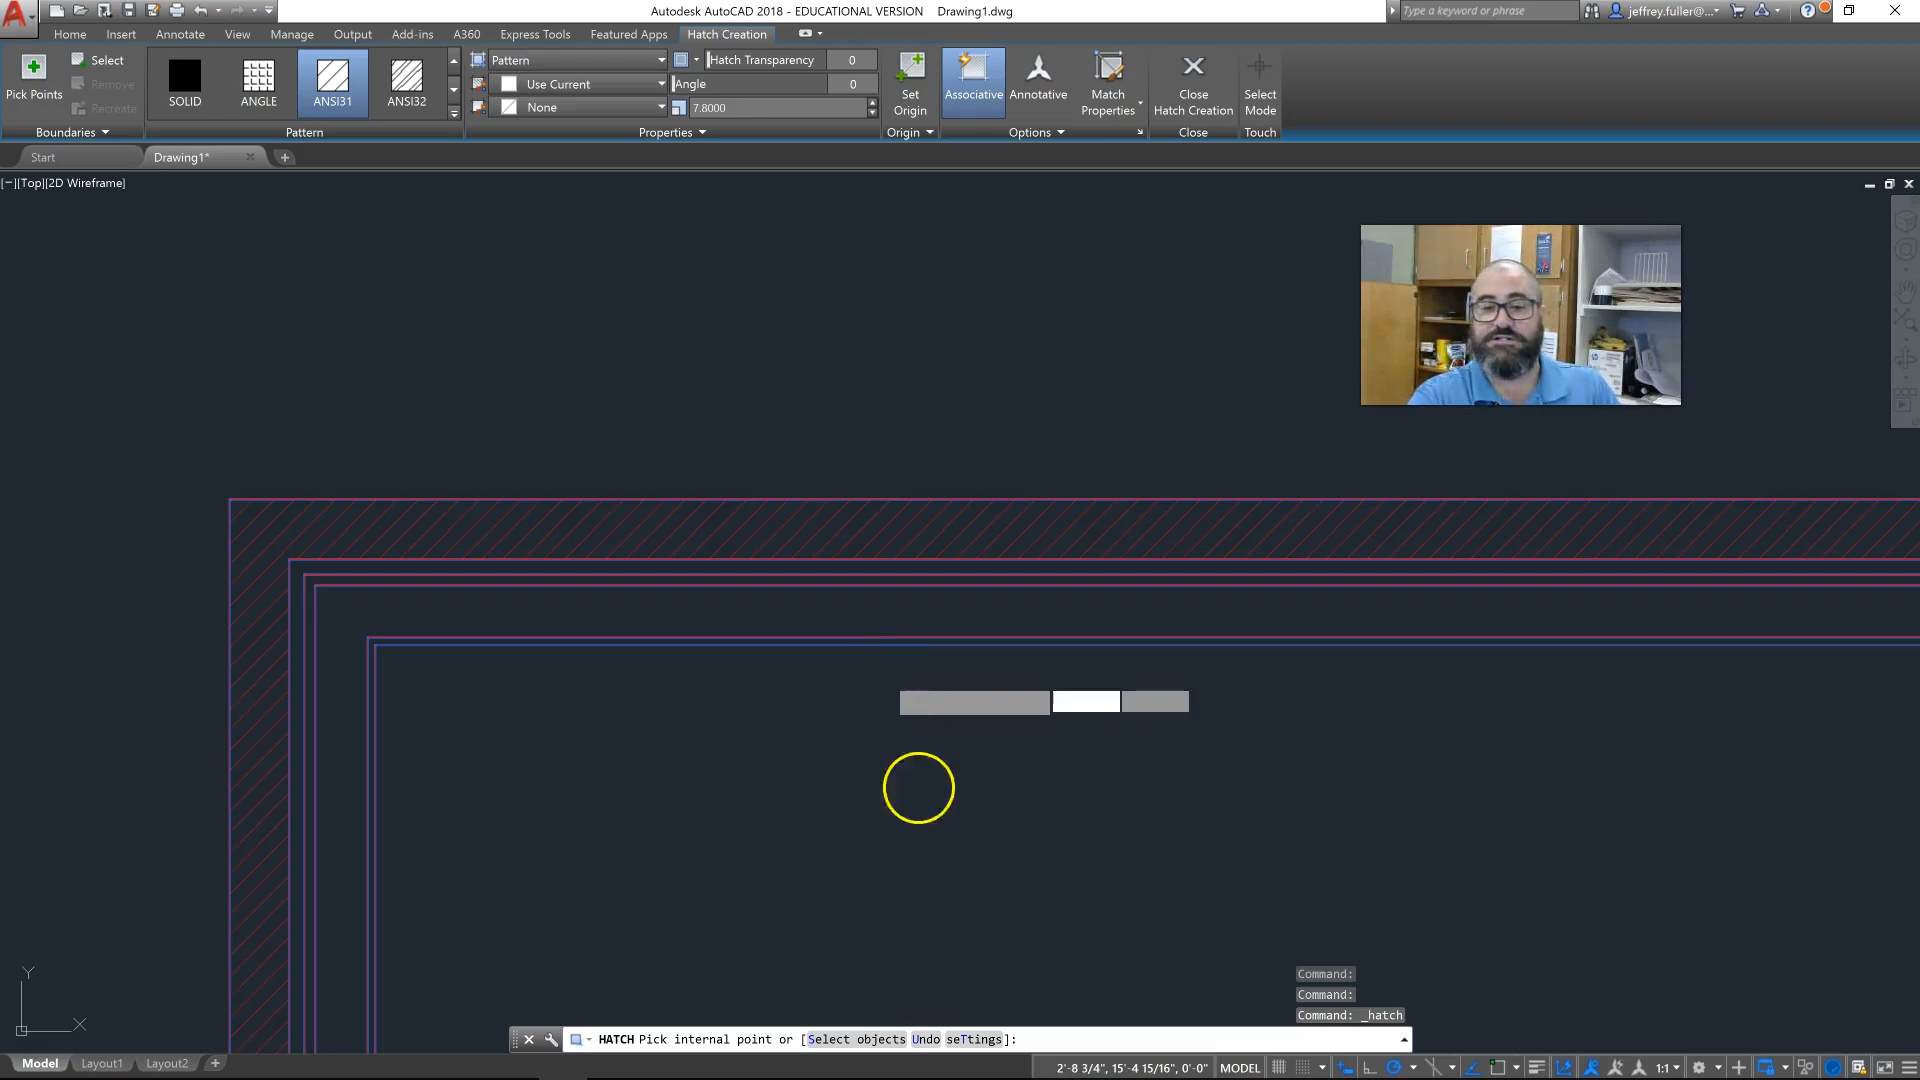 Autodesk AutoCAD 2018 - EDUCATIONAL VERSION Drawing1.dwg
Type a keyword or phrase
jeffrey.fuller@...
Home Insert Annotate View Manage Output Add-ins A360 Express Tools Featured Apps Hatch Creation
Pick Points
Select
Remove
Recreate
Boundaries
SOLID
ANGLE
ANSI31
ANSI32
Pattern
Pattern
Use Current
None
Hatch Transparency 0
Angle 0
7.8000
Properties
Set
Origin
Origin
Associative
Annotative
Match
Properties
Options
Close
Hatch Creation
Close
Select
Mode
Touch
Start
Drawing1*
[−][Top][2D Wireframe]
Y
X
Command:
Command:
Command: _hatch
HATCH Pick internal point or [Select objects Undo seTtings]:
Model Layout1 Layout2
2'-8 3/4", 15'-4 15/16", 0'-0" MODEL
1:1